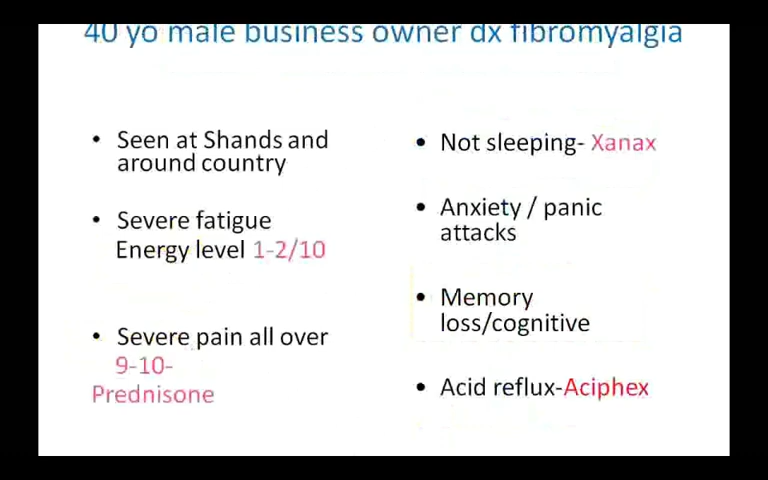 40 yo male business owner dx fibromyalgia
• Seen at Shands and
around country
• Severe fatigue
Energy level 1-2/10
• Severe pain all over
9-10-
Prednisone
• Not sleeping- Xanax
• Anxiety / panic
attacks
• Memory
loss/cognitive
• Acid reflux-Aciphex